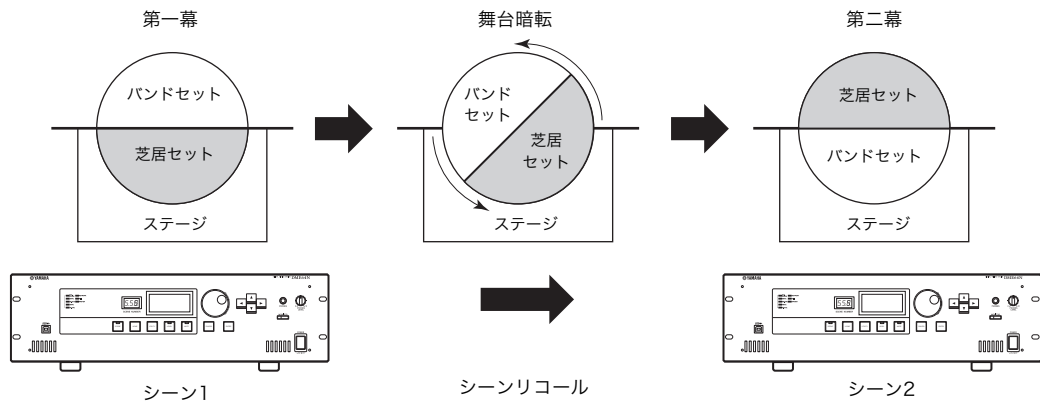 第一幕
舞台暗転
第二幕
バンドセット
芝居セット
ステージ
バンド
セット
芝居
セット
ステージ
芝居セット
バンドセット
ステージ
YAMAHA
YAMAHA
シーン1
シーンリコール
シーン2